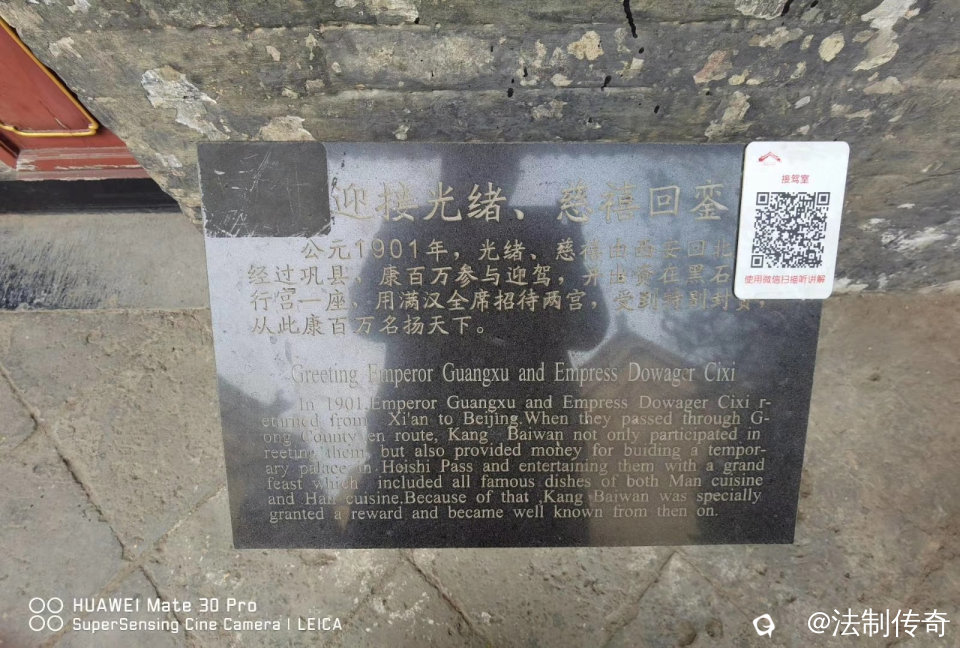 迎接光绪、慈禧回銮
接驾室
使用微信扫描听讲解
公元1901年，光绪、慈禧由西安回北
经过巩县，康百万参与迎驾，并出资在黑石
行宫一座、用满汉全席招待两宫，受到特别封赏，
从此康百万名扬天下。
Greeting Emperor Guangxu and Empress Dowager Cixi
In 1901,Emperor Guangxu and Empress Dowager Cixi r-
eturned from Xi'an to Beijing.When they passed through G-
ong County en route, Kang Baiwan not only participated in
reeting them, but also provided money for buiding a tempor-
ary palace in Heishi Pass and entertaining them with a grand
feast which included all famous dishes of both Man cuisine
and Han cuisine.Because of that ,Kang Baiwan was specially
granted a reward and became well known from then on.
HUAWEI Mate 30 Pro
SuperSensing Cine Camera | LEICA
@法制传奇